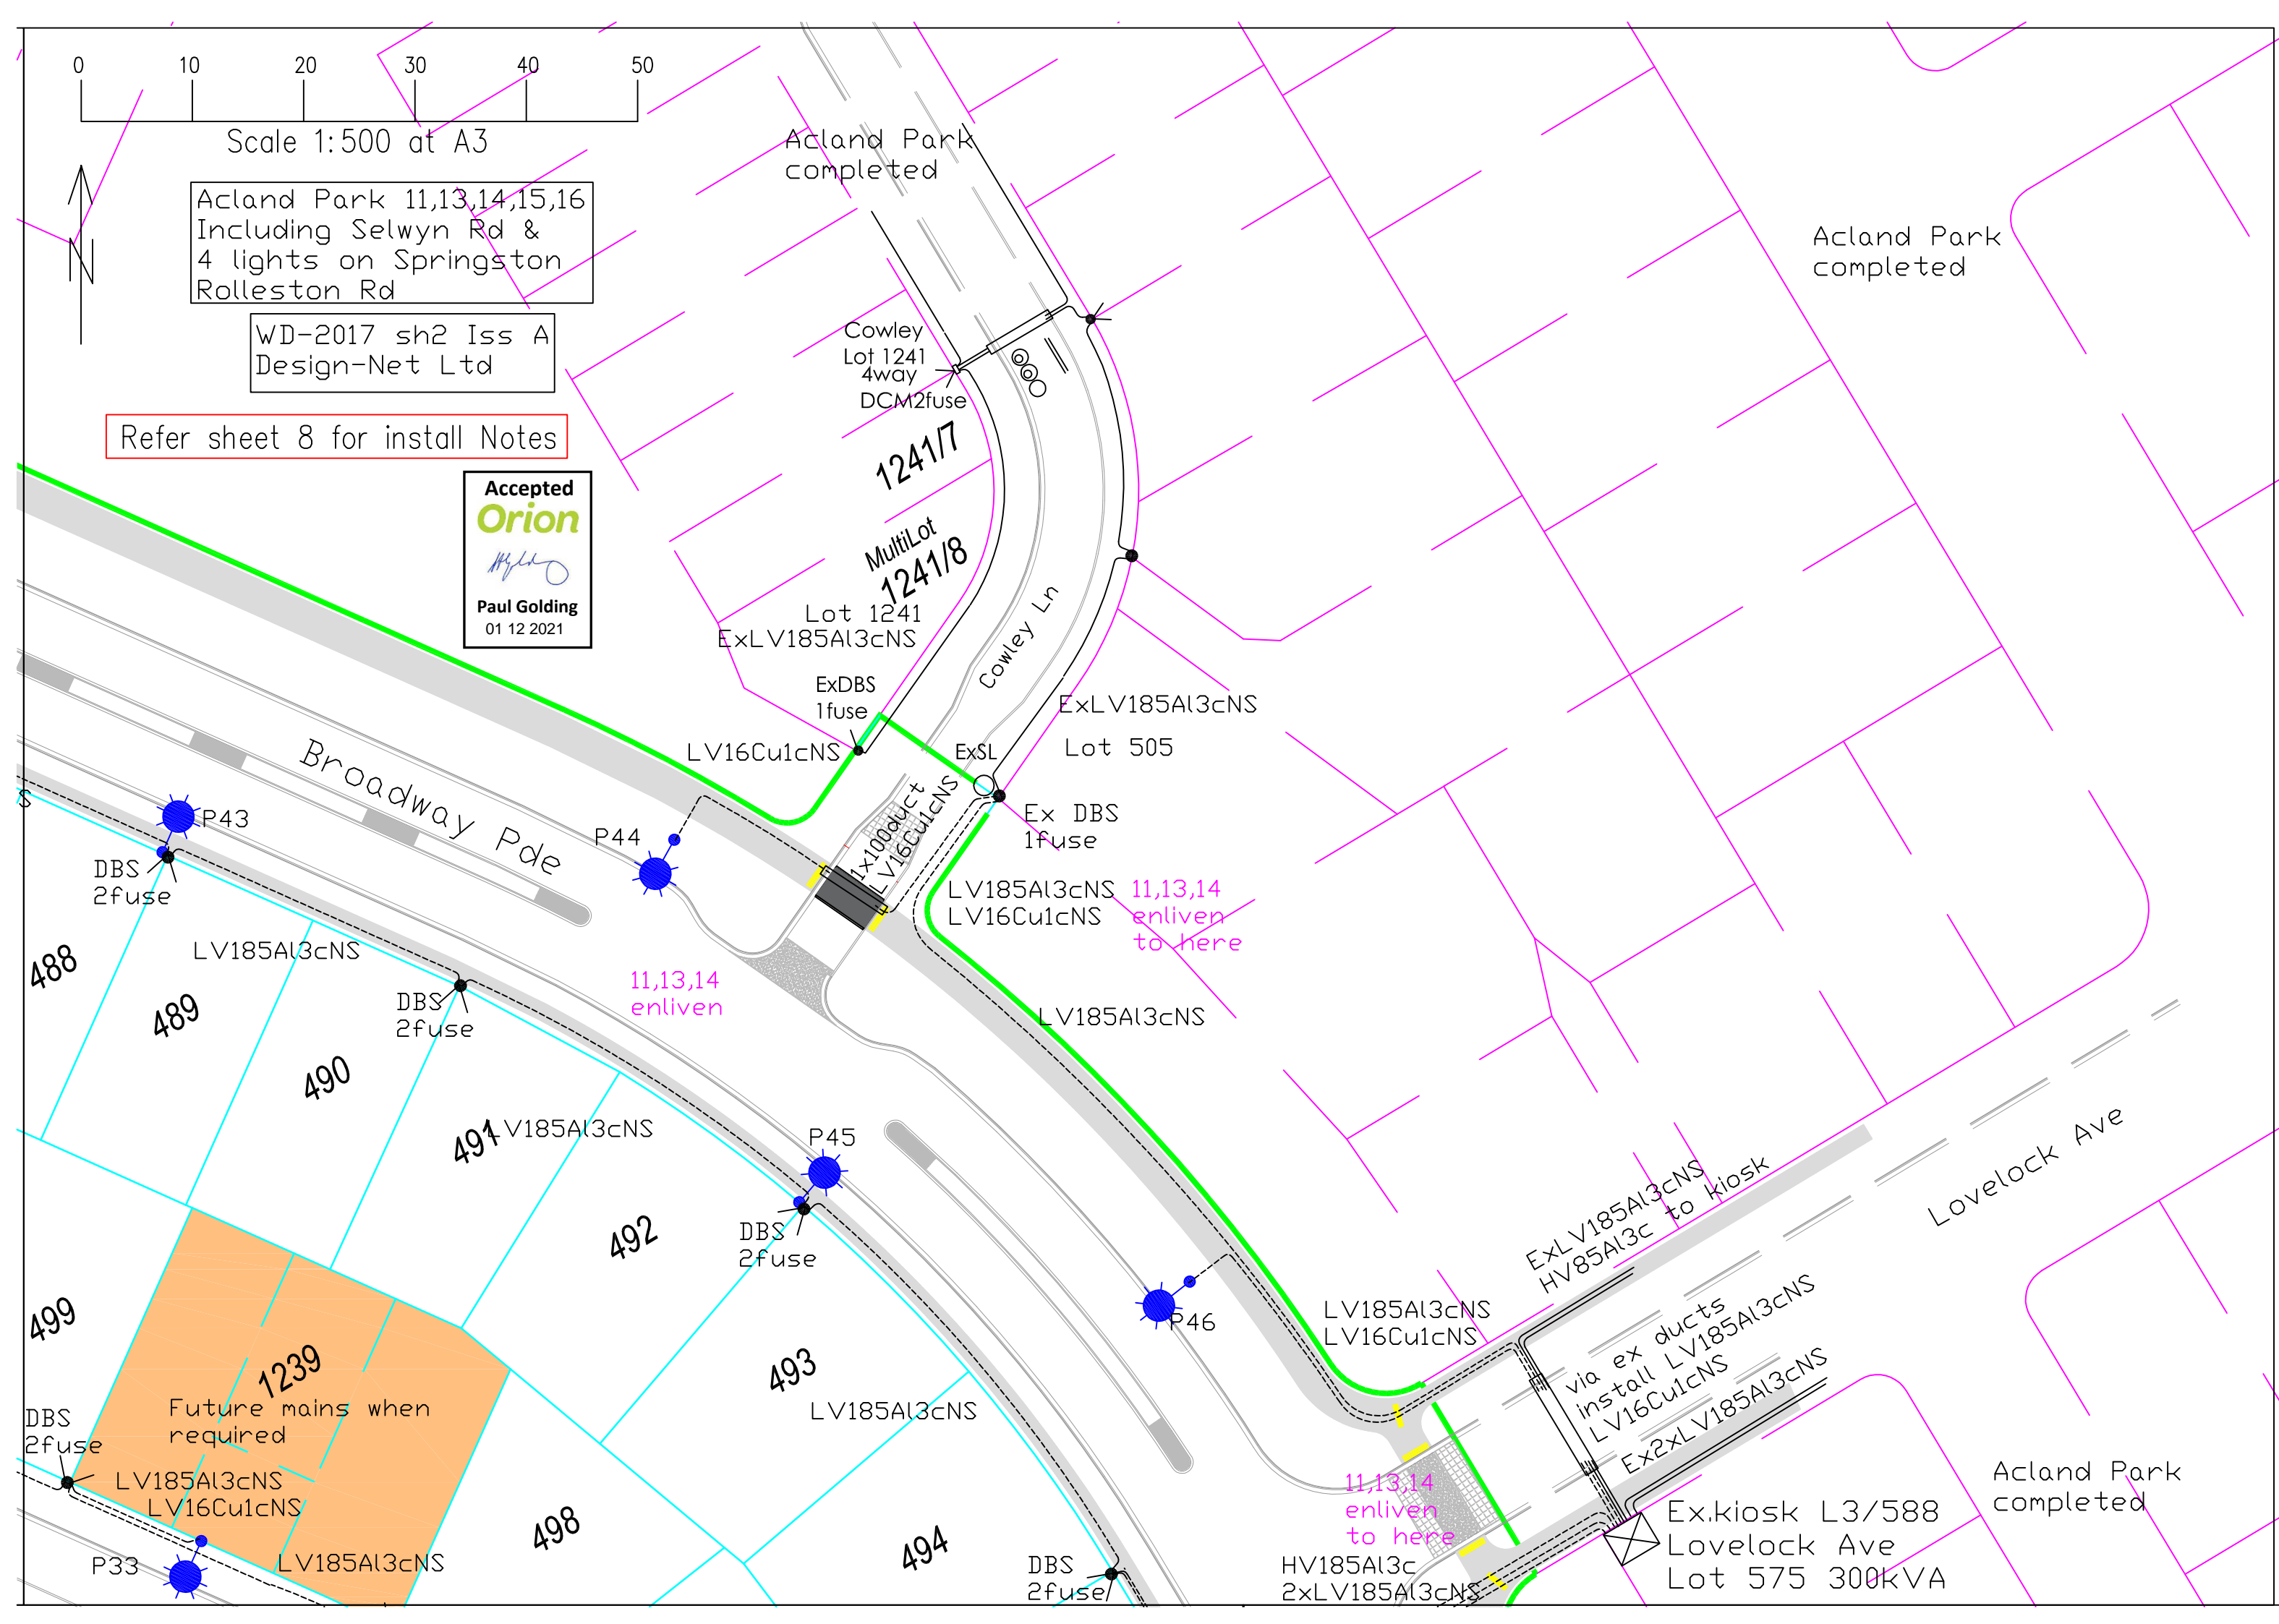 0 10 20 30 40 50
Scale 1:500 at A3
Acland Park 11,13,14,15,16
Including Selwyn Rd &
4 lights on Springston
Rolleston Rd
WD-2017 sh2 Iss A
Design-Net Ltd
Refer sheet 8 for install Notes
Accepted
Orion
Paul Golding
01 12 2021
Acland Park
completed
Acland Park
completed
Cowley
Lot 1241
4way
DCM2fuse
1241/7
MultiLot
1241/8
Lot 1241
ExLV185Al3cNS
ExDBS
1fuse
LV16Cu1cNS
Cowley Ln
ExLV185Al3cNS
Lot 505
ExSL
Ex DBS
1fuse
1x100duct
LV16Cu1cNS
LV185Al3cNS
LV16Cu1cNS
11,13,14
enliven
to here
Broadway Pde
S
P43
DBS
2fuse
P44
LV185Al3cNS
DBS
2fuse
11,13,14
enliven
LV185Al3cNS
488
489
490
491
LV185Al3cNS
P45
DBS
2fuse
492
493
LV185Al3cNS
494
498
499
1239
Future mains when
required
DBS
2fuse
LV185Al3cNS
LV16Cu1cNS
P33
LV185Al3cNS
DBS
2fuse
P46
LV185Al3cNS
LV16Cu1cNS
ExLV185Al3cNS
HV85Al3c to kiosk
Lovelock Ave
via ex ducts
install LV185Al3cNS
LV16Cu1cNS
Ex2xLV185Al3cNS
11,13,14
enliven
to here
HV185Al3c
2xLV185Al3cNS
Ex.kiosk L3/588
Lovelock Ave
Lot 575 300kVA
Acland Park
completed